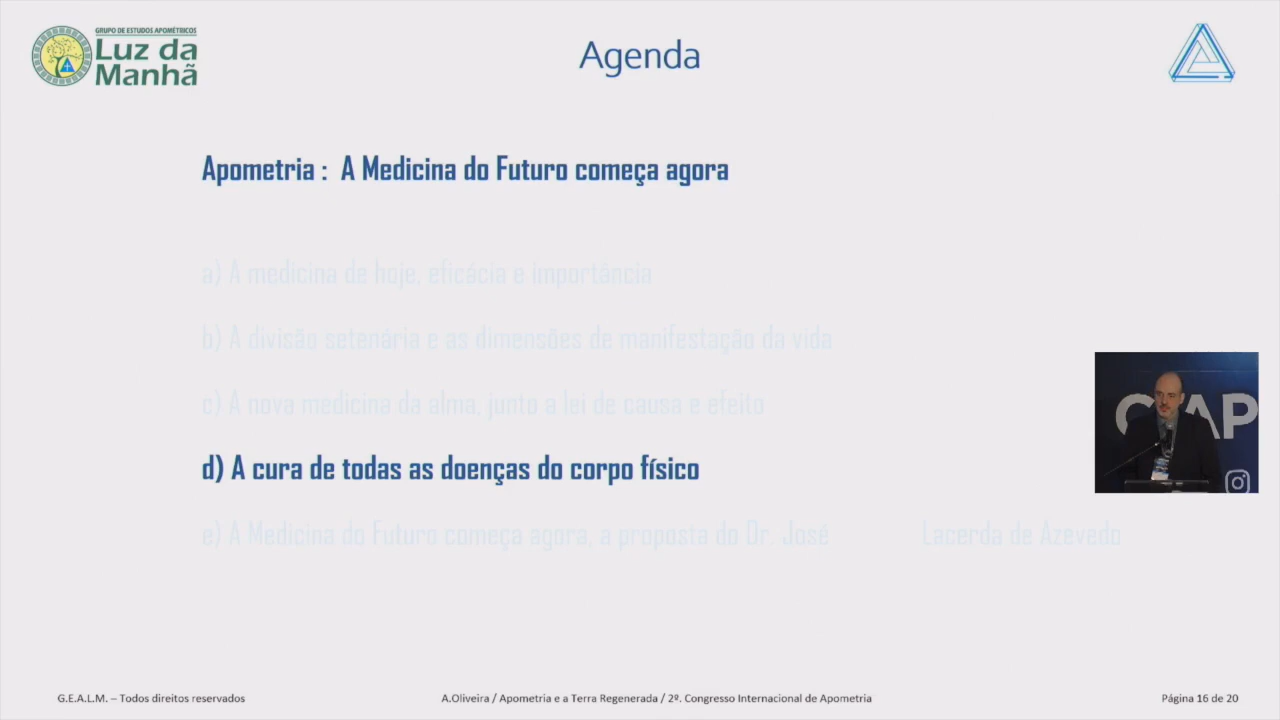 GRUPO DE ESTUDOS APOMÉTRICOS
Luz da
Manhã
Agenda
Apometria : A Medicina do Futuro começa agora
a) A medicina de hoje, eficácia e importância
b) A divisão setenária e as dimensões de manifestação da vida
c) A nova medicina da alma, junto a lei de causa e efeito
d) A cura de todas as doenças do corpo físico
e) A Medicina do Futuro começa agora, a proposta do Dr. José Lacerda de Azevedo
G.E.A.L.M. – Todos direitos reservados
A.Oliveira / Apometria e a Terra Regenerada / 2º. Congresso Internacional de Apometria
Página 16 de 20